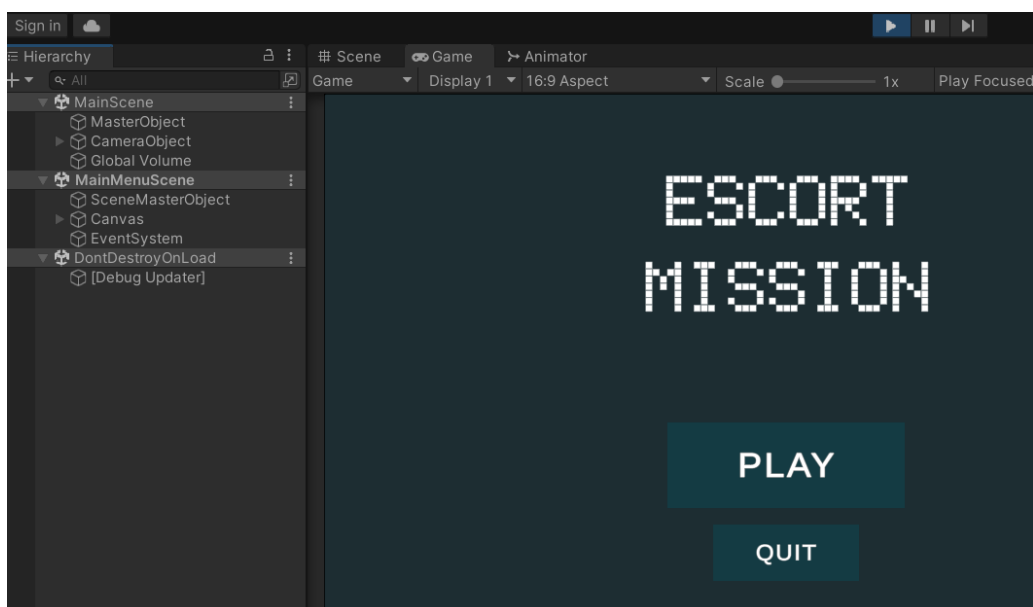 Sign in
Hierarchy
All
MainScene
MasterObject
CameraObject
Global Volume
MainMenuScene
SceneMasterObject
Canvas
EventSystem
DontDestroyOnLoad
[Debug Updater]
Scene Game Animator
Game Display 1 16:9 Aspect Scale 1x Play Focused
ESCORT
MISSION
PLAY
QUIT